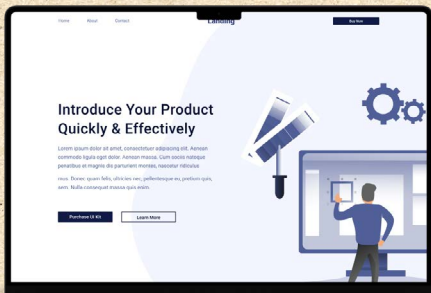 Home About Contact Landing Buy Now
Introduce Your Product
Quickly & Effectively
Lorem ipsum dolor sit amet, consectetuer adipiscing elit. Aenean
commodo ligula eget dolor. Aenean massa. Cum sociis natoque
penatibus et magnis dis parturient montes, nascetur ridiculus
mus. Donec quam felis, ultricies nec, pellentesque eu, pretium quis,
sem. Nulla consequat massa quis enim.
Purchase UI Kit Learn More